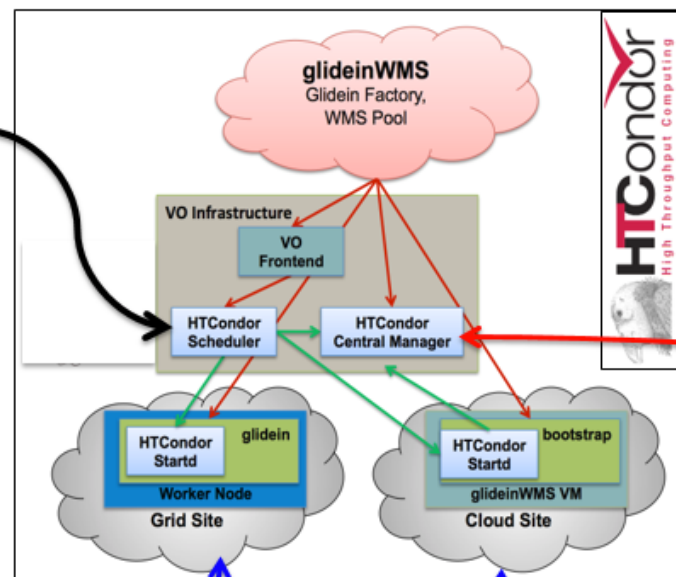 glideinWMS
Glidein Factory,
WMS Pool
HTCondor
High Throughput Computing
VO Infrastructure
VO
Frontend
HTCondor
Scheduler
HTCondor
Central Manager
glidein
HTCondor
Startd
Worker Node
Grid Site
bootstrap
HTCondor
Startd
glideinWMS VM
Cloud Site